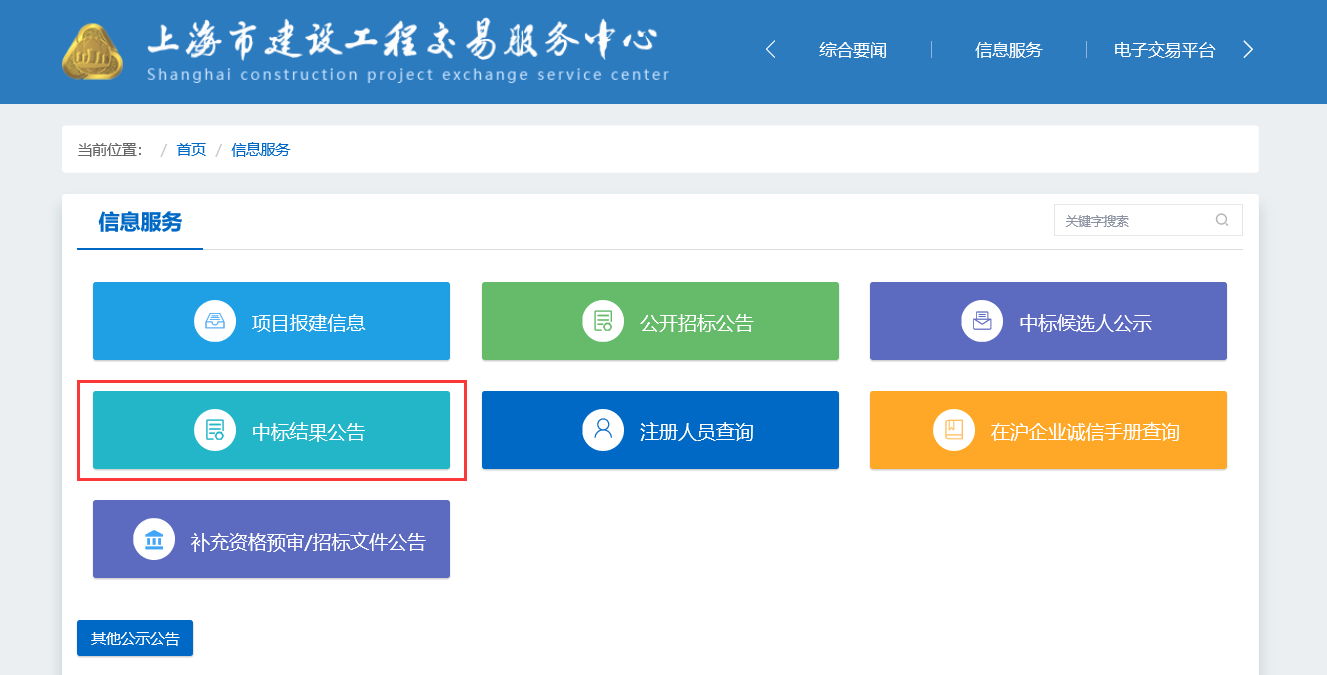 上海市建设工程交易服务中心
Shanghai construction project exchange service center
综合要闻 信息服务 电子交易平台
当前位置： / 首页 / 信息服务
信息服务
关键字搜索
项目报建信息
公开招标公告
中标候选人公示
中标结果公告
注册人员查询
在沪企业诚信手册查询
补充资格预审/招标文件公告
其他公示公告